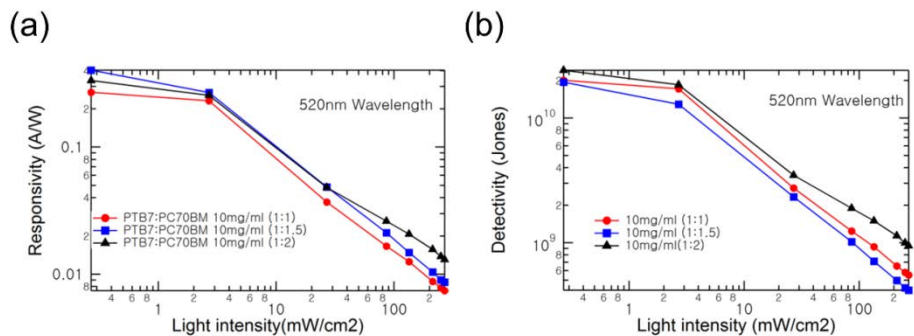 (a)
(b)
4
520nm Wavelength
Responsivity (A/W)
0.1
8
6
4
2
0.01
8
PTB7:PC70BM 10mg/ml (1:1)
PTB7:PC70BM 10mg/ml (1:1,5)
PTB7:PC70BM 10mg/ml (1:2)
4 6 8 1 2 4 6 8 10 2 4 6 8 100 2
Light intensity(mW/cm2)
2
520nm Wavelength
Detectivity (Jones)
10^10
8
6
4
2
10^9
8
6
10mg/ml (1:1)
10mg/ml (1:1,5)
10mg/ml(1:2)
4 6 8 1 2 4 6 8 10 2 4 6 8 100 2
Light intensity (mW/cm2)